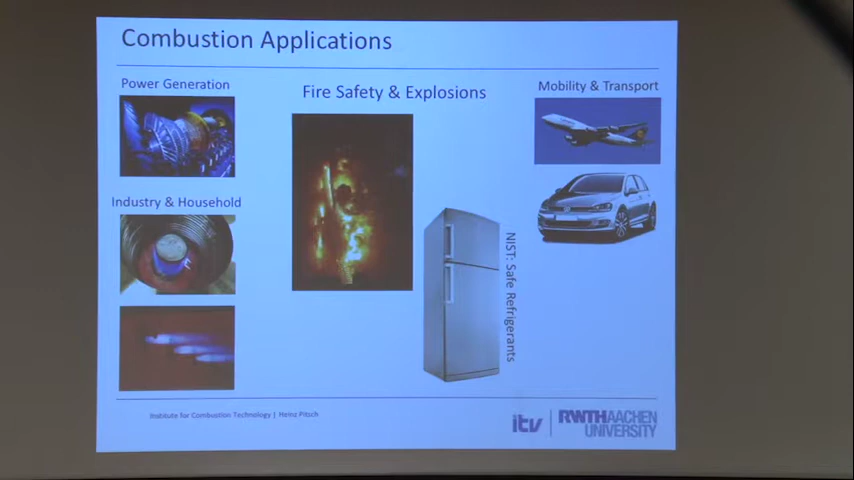 Combustion Applications
Power Generation
Fire Safety & Explosions
Mobility & Transport
Industry & Household
NIST: Safe Refrigerants
Institute for Combustion Technology | Heinz Pitsch
itv
RWTHAACHEN
UNIVERSITY